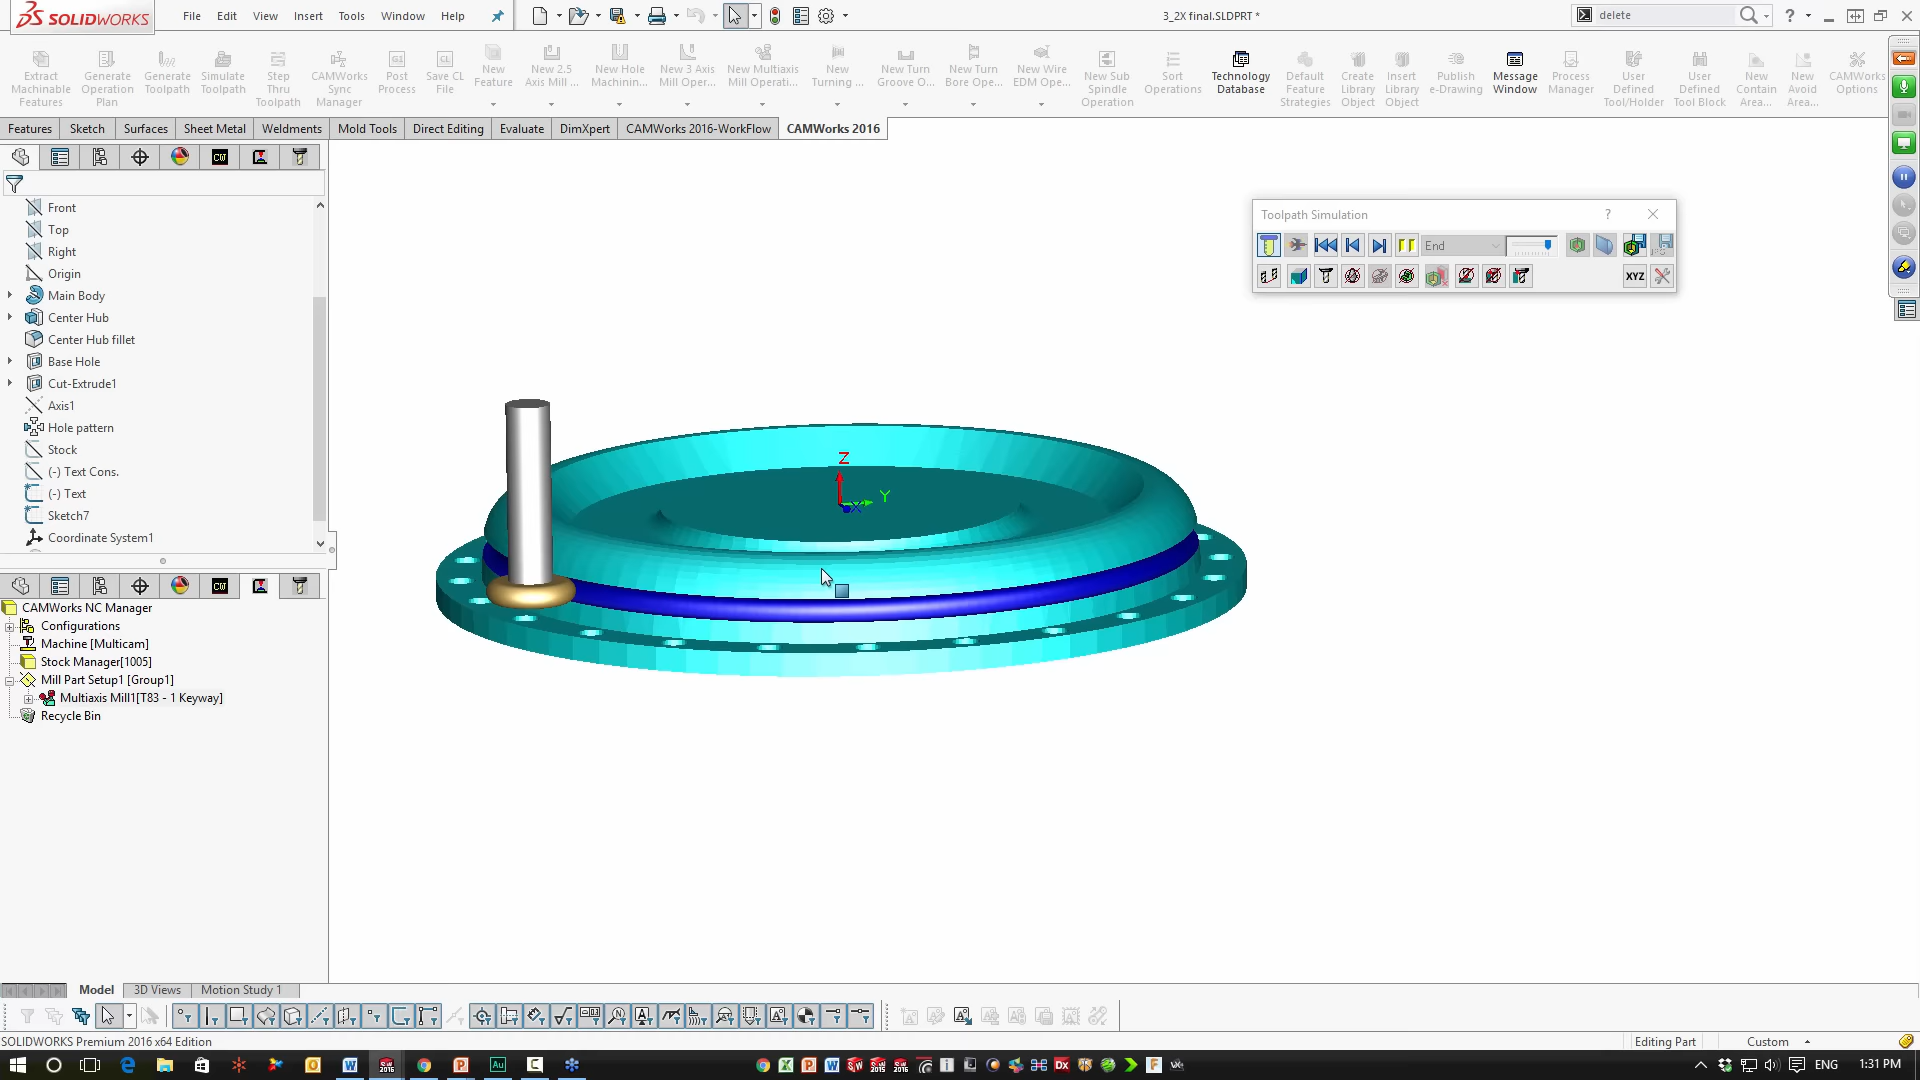 SOLIDWORKS
File Edit View Insert Tools Window Help
3_2X final.SLDPRT *
delete
Extract Machinable Features
Generate Operation Plan
Generate Toolpath
Simulate Toolpath
Step Thru Toolpath
CAMWorks Sync Manager
Post Process
Save CL File
New Feature
New 2.5 Axis Mill ...
New Hole Machinin...
New 3 Axis Mill Oper...
New Multiaxis Mill Operati...
New Turning ...
New Turn Groove O...
New Turn Bore Ope...
New Wire EDM Ope...
New Sub Spindle Operation
Sort Operations
Technology Database
Default Feature Strategies
Create Library Object
Insert Library Object
Publish e-Drawing
Message Window
Process Manager
User Defined Tool/Holder
User Defined Tool Block
New Contain Area...
New Avoid Area...
CAMWorks Options
Features Sketch Surfaces Sheet Metal Weldments Mold Tools Direct Editing Evaluate DimXpert CAMWorks 2016-WorkFlow CAMWorks 2016
Front
Top
Right
Origin
Main Body
Center Hub
Center Hub fillet
Base Hole
Cut-Extrude1
Axis1
Hole pattern
Stock
(-) Text Cons.
(-) Text
Sketch7
Coordinate System1
CAMWorks NC Manager
Configurations
Machine [Multicam]
Stock Manager[1005]
Mill Part Setup1 [Group1]
Multiaxis Mill1[T83 - 1 Keyway]
Recycle Bin
Toolpath Simulation
End
XYZ
Z
Y
X
Model 3D Views Motion Study 1
SOLIDWORKS Premium 2016 x64 Edition
Editing Part Custom
ENG 1:31 PM